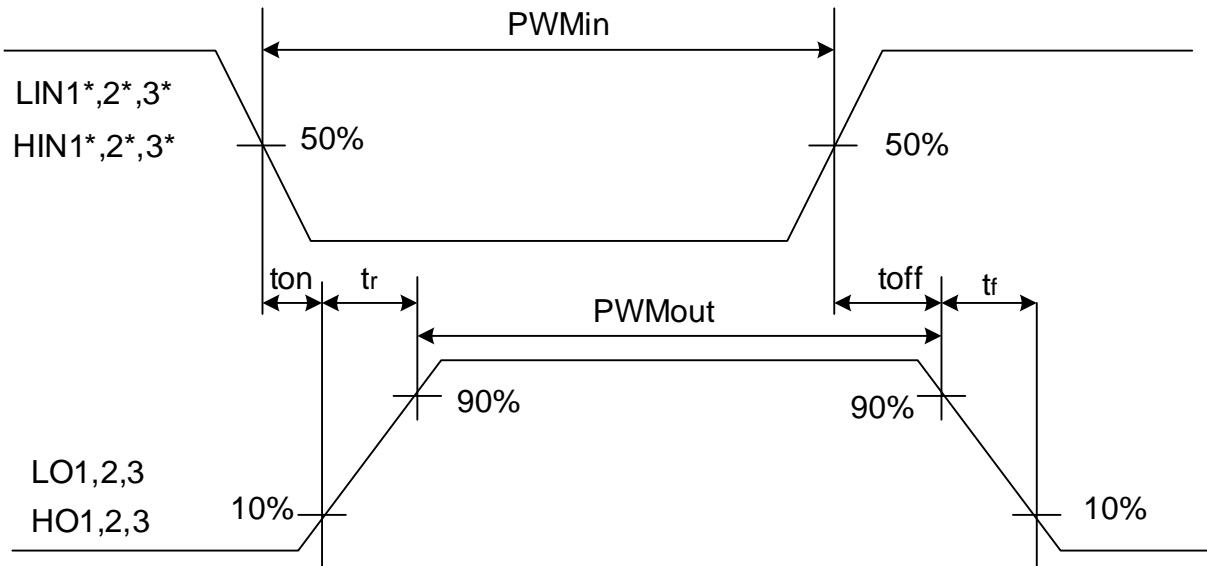 PWMin
LIN1*,2*,3*
HIN1*,2*,3*
50%
50%
ton
tr
toff
tf
PWMout
90%
90%
LO1,2,3
HO1,2,3
10%
10%